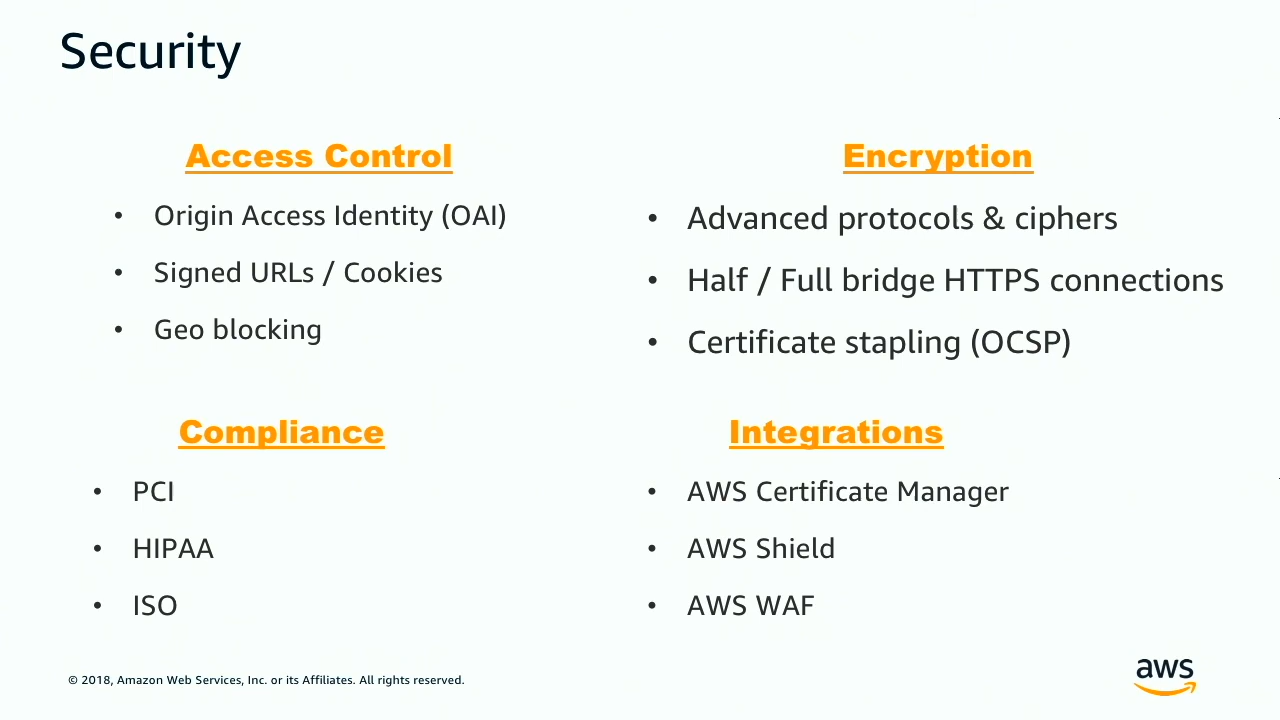 Security
Access Control
• Origin Access Identity (OAI)
• Signed URLs / Cookies
• Geo blocking
Encryption
• Advanced protocols & ciphers
• Half / Full bridge HTTPS connections
• Certificate stapling (OCSP)
Compliance
• PCI
• HIPAA
• ISO
Integrations
• AWS Certificate Manager
• AWS Shield
• AWS WAF
© 2018, Amazon Web Services, Inc. or its Affiliates. All rights reserved.
aws